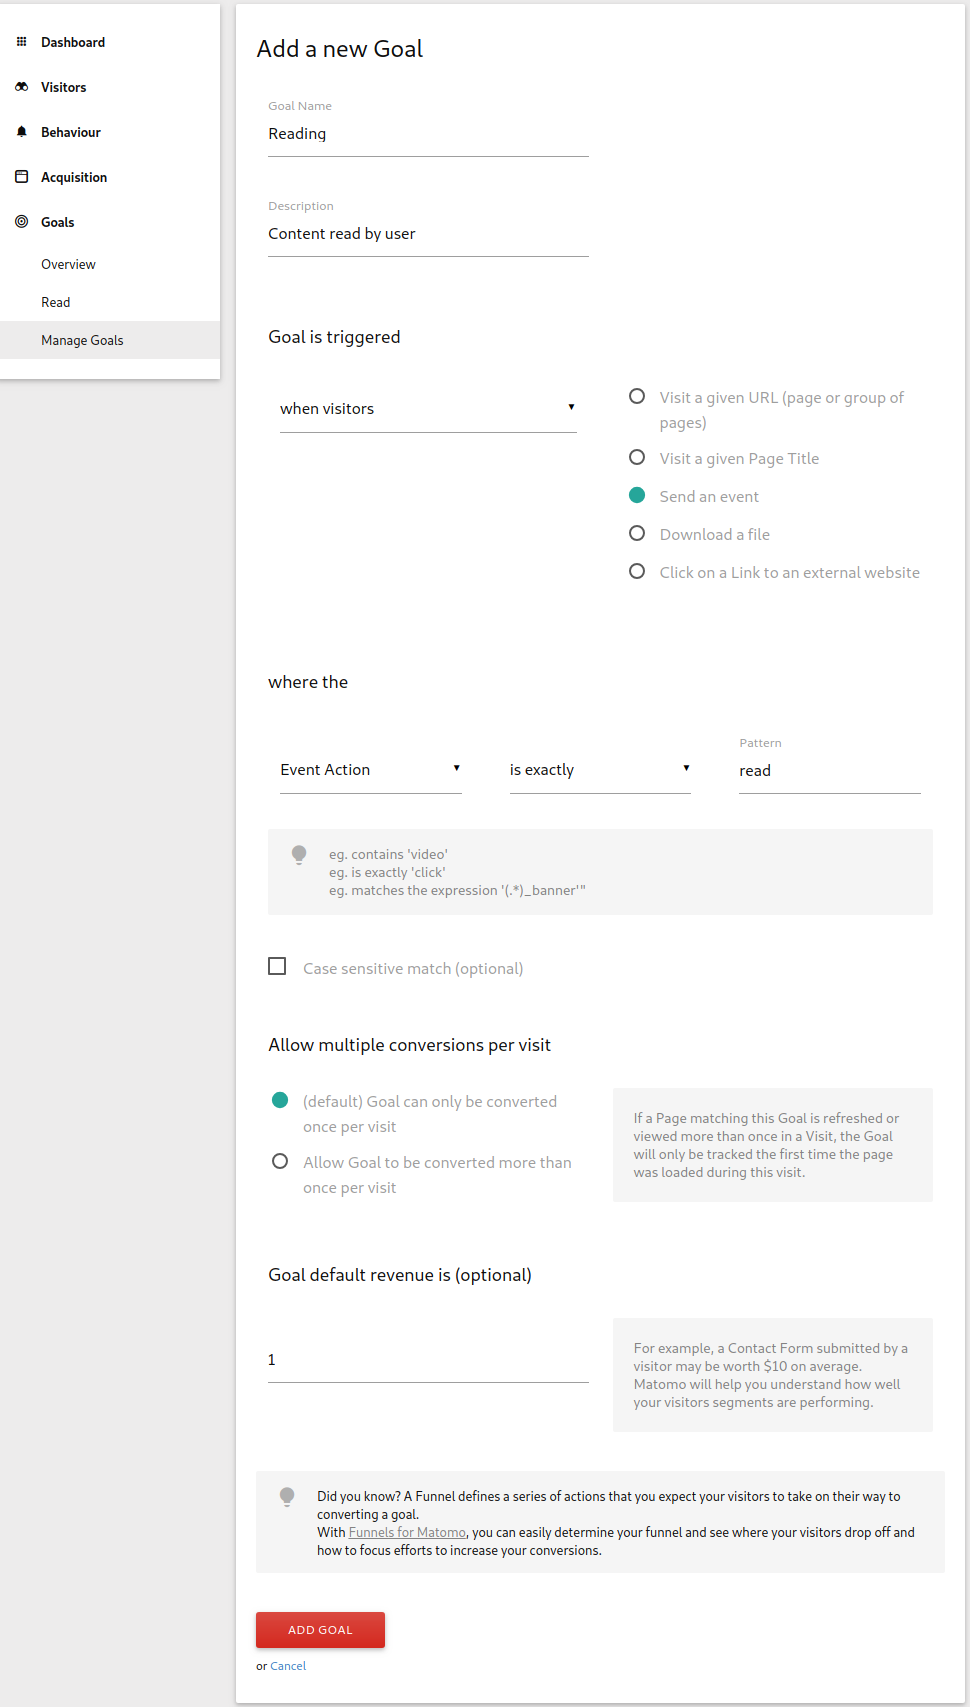 Dashboard
Visitors
Behaviour
Acquisition
Goals
Overview
Read
Manage Goals
Add a new Goal
Goal Name
Reading
Description
Content read by user
Goal is triggered
when visitors
Visit a given URL (page or group of
pages)
Visit a given Page Title
Send an event
Download a file
Click on a Link to an external website
where the
Event Action
is exactly
Pattern
read
eg. contains 'video'
eg. is exactly 'click'
eg. matches the expression '(.*)_banner'"
Case sensitive match (optional)
Allow multiple conversions per visit
(default) Goal can only be converted
once per visit
Allow Goal to be converted more than
once per visit
If a Page matching this Goal is refreshed or
viewed more than once in a Visit, the Goal
will only be tracked the first time the page
was loaded during this visit.
Goal default revenue is (optional)
1
For example, a Contact Form submitted by a
visitor may be worth $10 on average.
Matomo will help you understand how well
your visitors segments are performing.
Did you know? A Funnel defines a series of actions that you expect your visitors to take on their way to
converting a goal.
With Funnels for Matomo, you can easily determine your funnel and see where your visitors drop off and
how to focus efforts to increase your conversions.
ADD GOAL
or Cancel